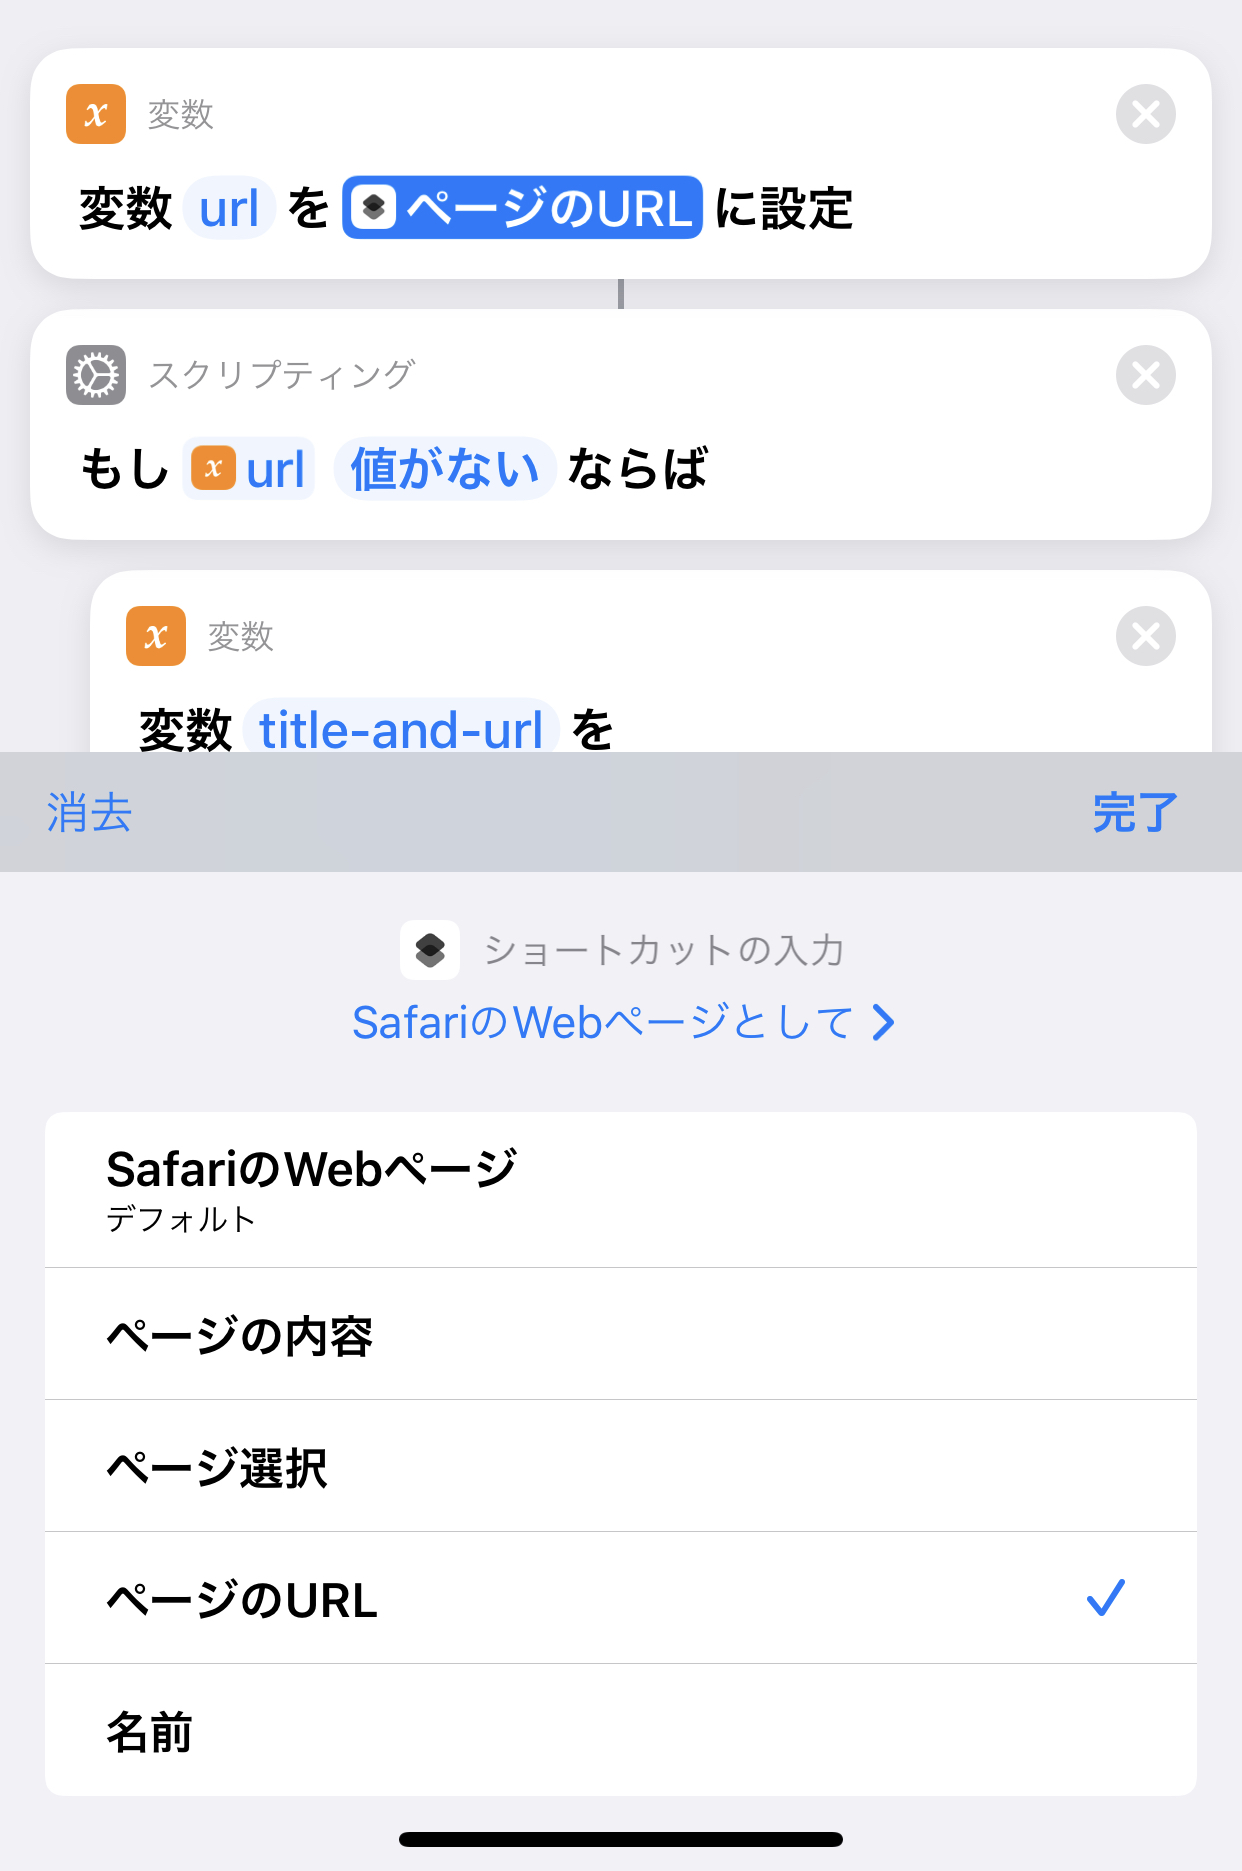 変数
変数 url を ページのURL に設定
スクリプティング
もし url 値がない ならば
変数
変数 title-and-url を
消去
完了
ショートカットの入力
SafariのWebページとして
SafariのWebページ
デフォルト
ページの内容
ページ選択
ページのURL
名前